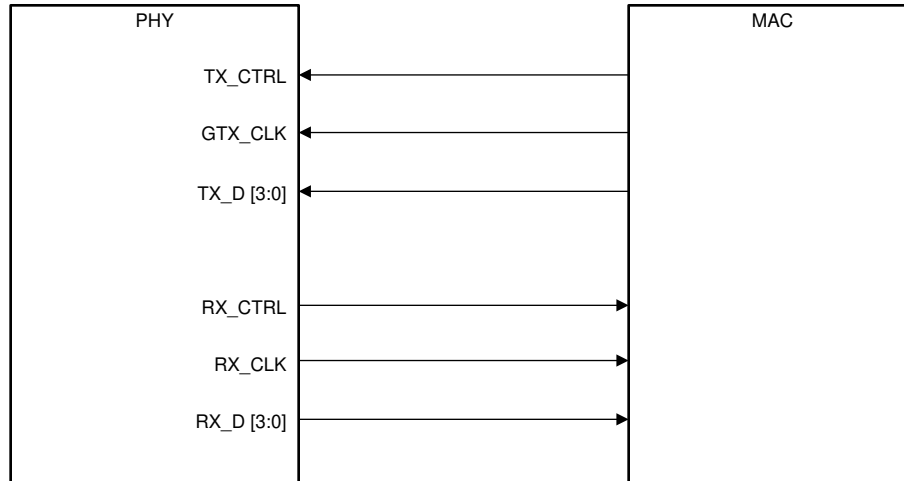 PHY
MAC
TX_CTRL
GTX_CLK
TX_D [3:0]
RX_CTRL
RX_CLK
RX_D [3:0]